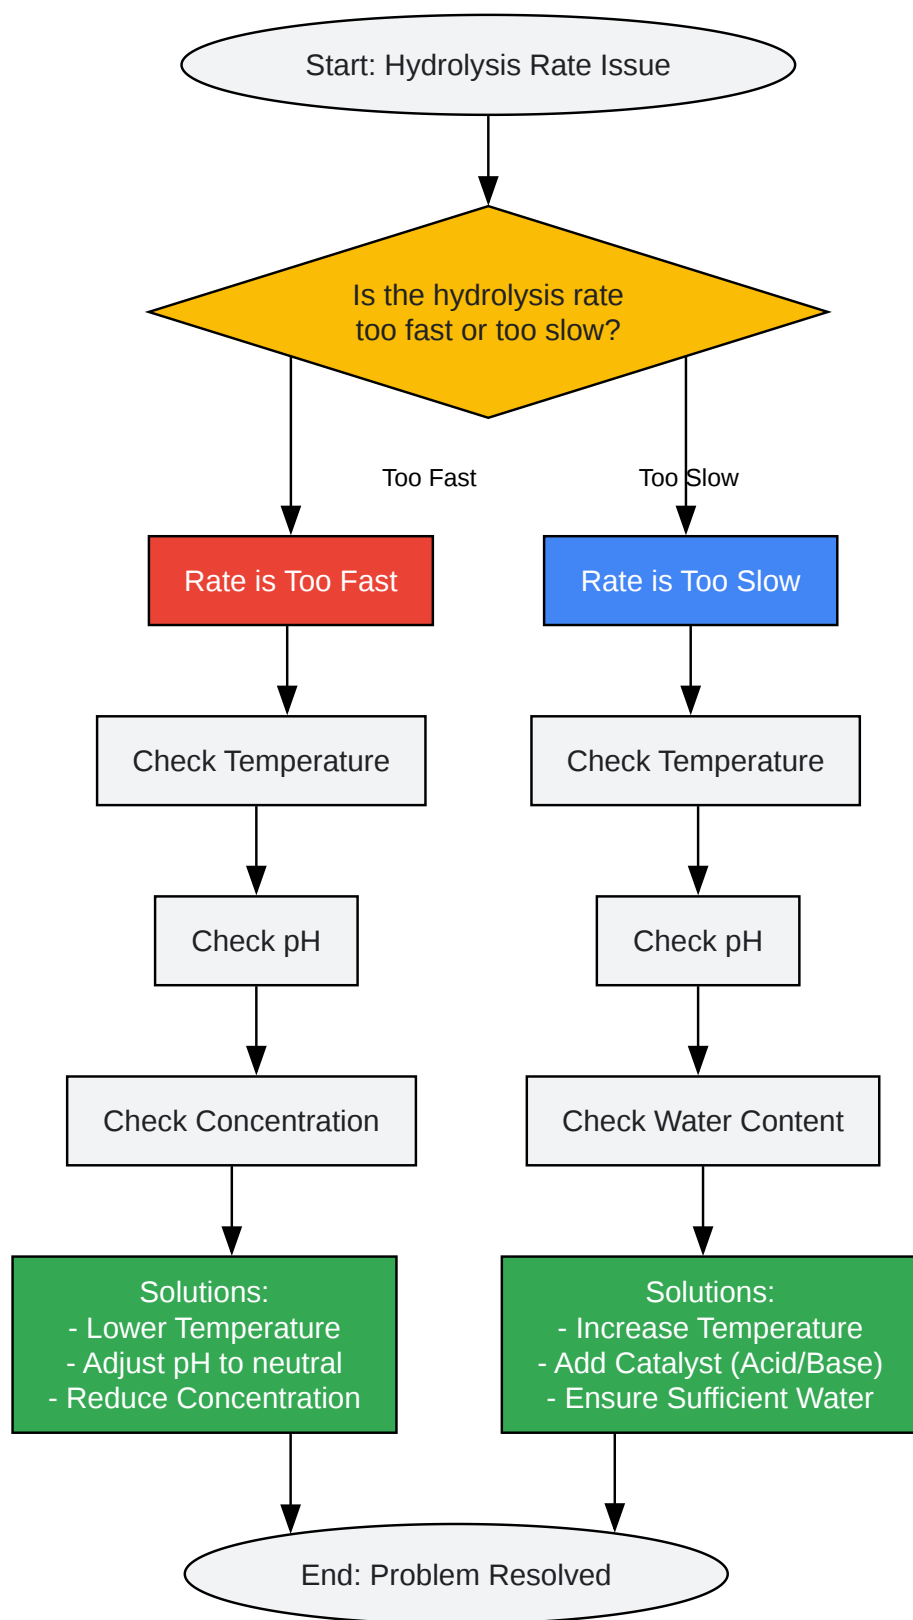 Start: Hydrolysis Rate Issue
Is the hydrolysis rate
too fast or too slow?
Too Fast
Too Slow
Rate is Too Fast
Rate is Too Slow
Check Temperature
Check Temperature
Check pH
Check pH
Check Concentration
Check Water Content
Solutions:
- Lower Temperature
- Adjust pH to neutral
- Reduce Concentration
Solutions:
- Increase Temperature
- Add Catalyst (Acid/Base)
- Ensure Sufficient Water
End: Problem Resolved